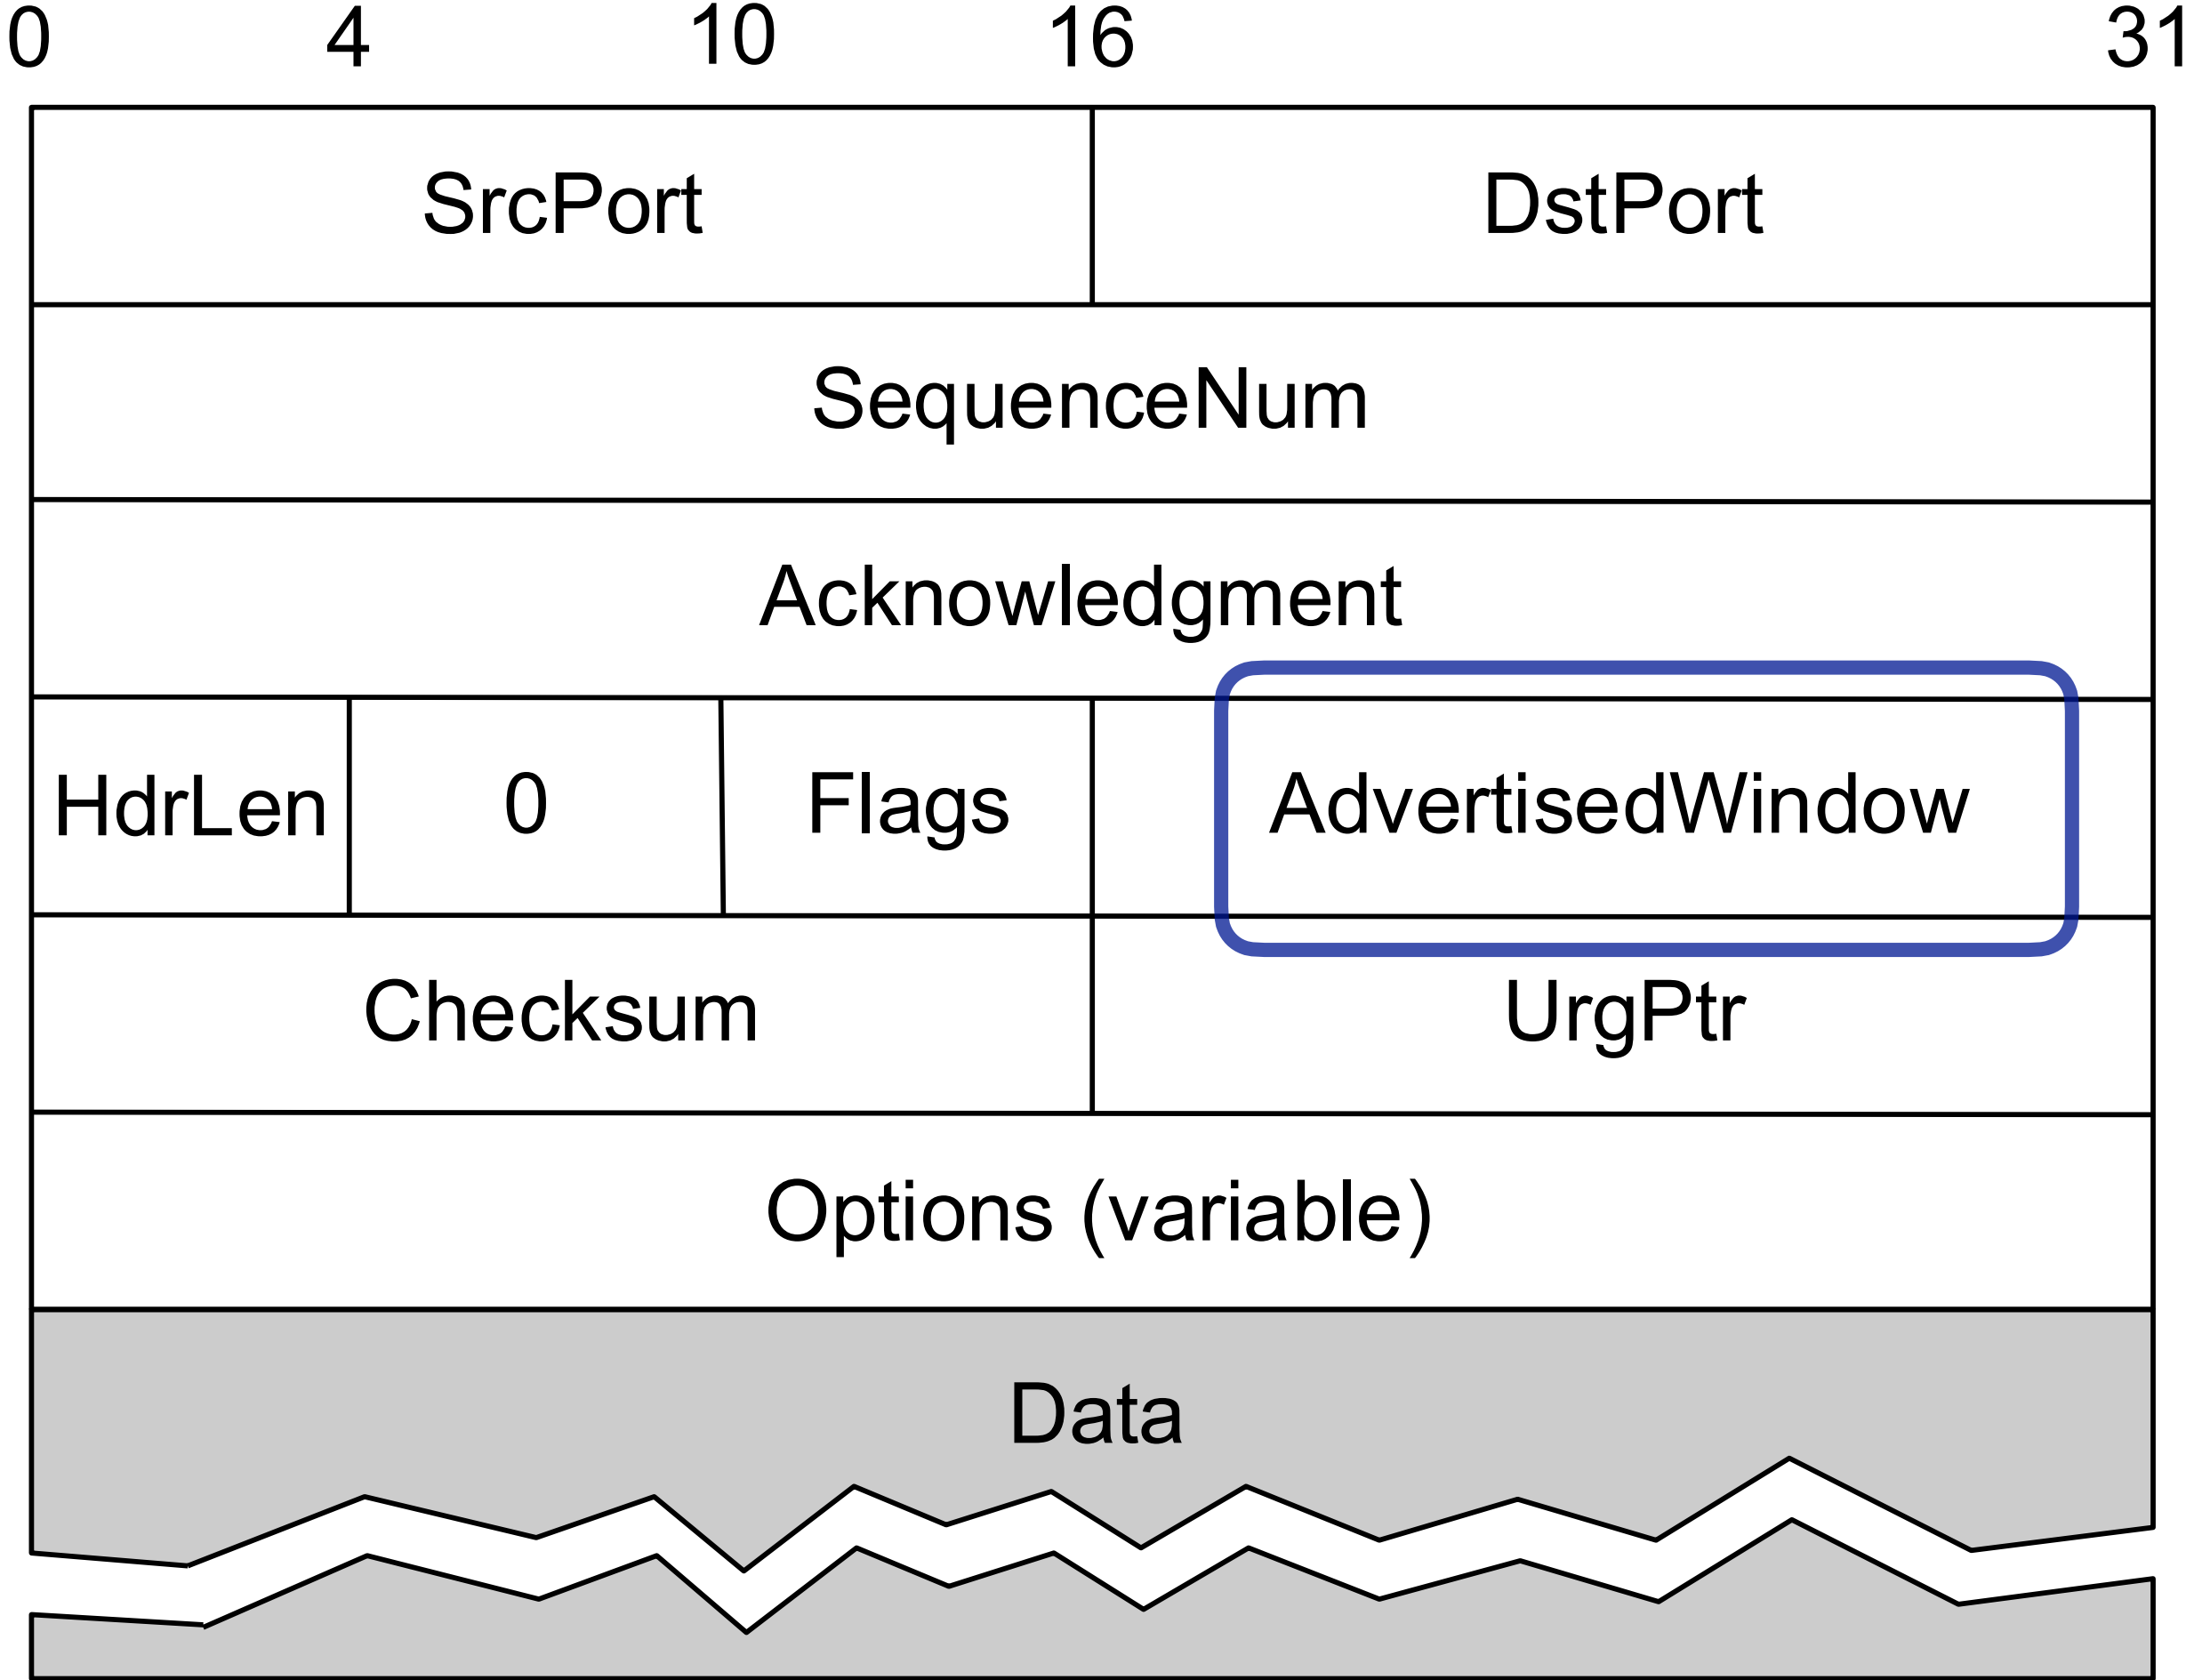 0 4 10 16 31
SrcPort DstPort
SequenceNum
Acknowledgment
HdrLen 0 Flags AdvertisedWindow
Checksum UrgPtr
Options (variable)
Data